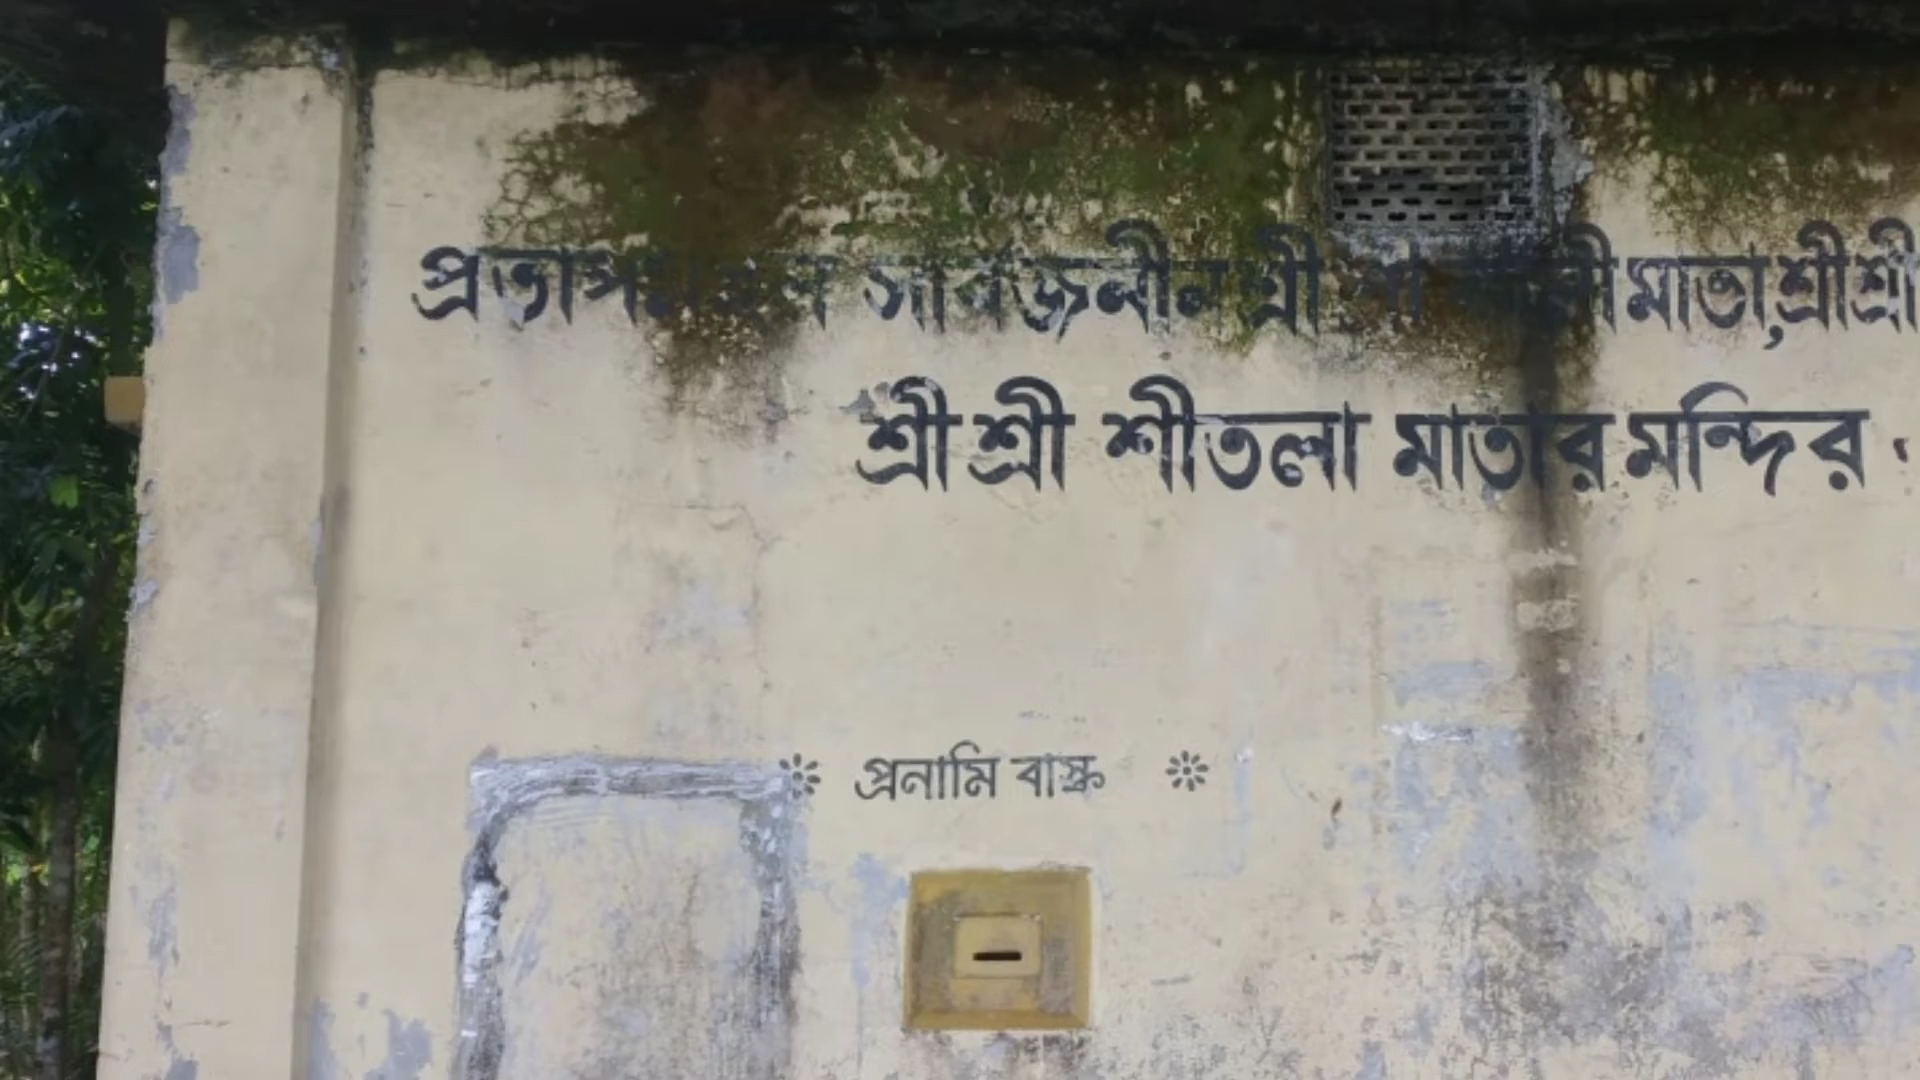 সার্বজনীন শ্রী মাতা, শ্রী শ্রী
শ্রী শ্রী শীতলা মাতার মন্দির
প্রনামি বাস্ক